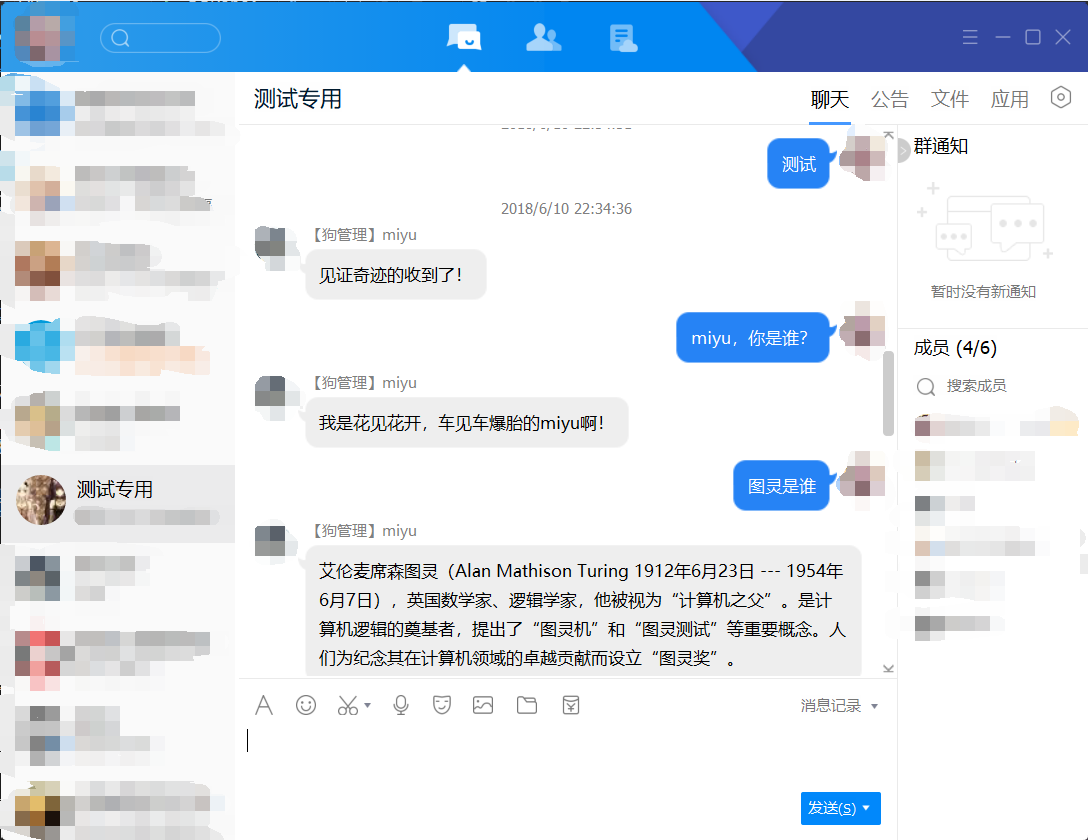 测试专用
聊天
公告
文件
应用
测试
2018/6/10 22:34:36
【狗管理】miyu
见证奇迹的收到了!
miyu，你是谁?
【狗管理】miyu
我是花见花开，车见车爆胎的miyu啊!
图灵是谁
【狗管理】miyu
艾伦麦席森图灵（Alan Mathison Turing 1912年6月23日 --- 1954年
6月7日），英国数学家、逻辑学家，他被视为“计算机之父”。是计
算机逻辑的奠基者，提出了“图灵机”和“图灵测试”等重要概念。人
们为纪念其在计算机领域的卓越贡献而设立“图灵奖”。
消息记录
发送(S)
群通知
暂时没有新通知
成员 (4/6)
搜索成员
测试专用